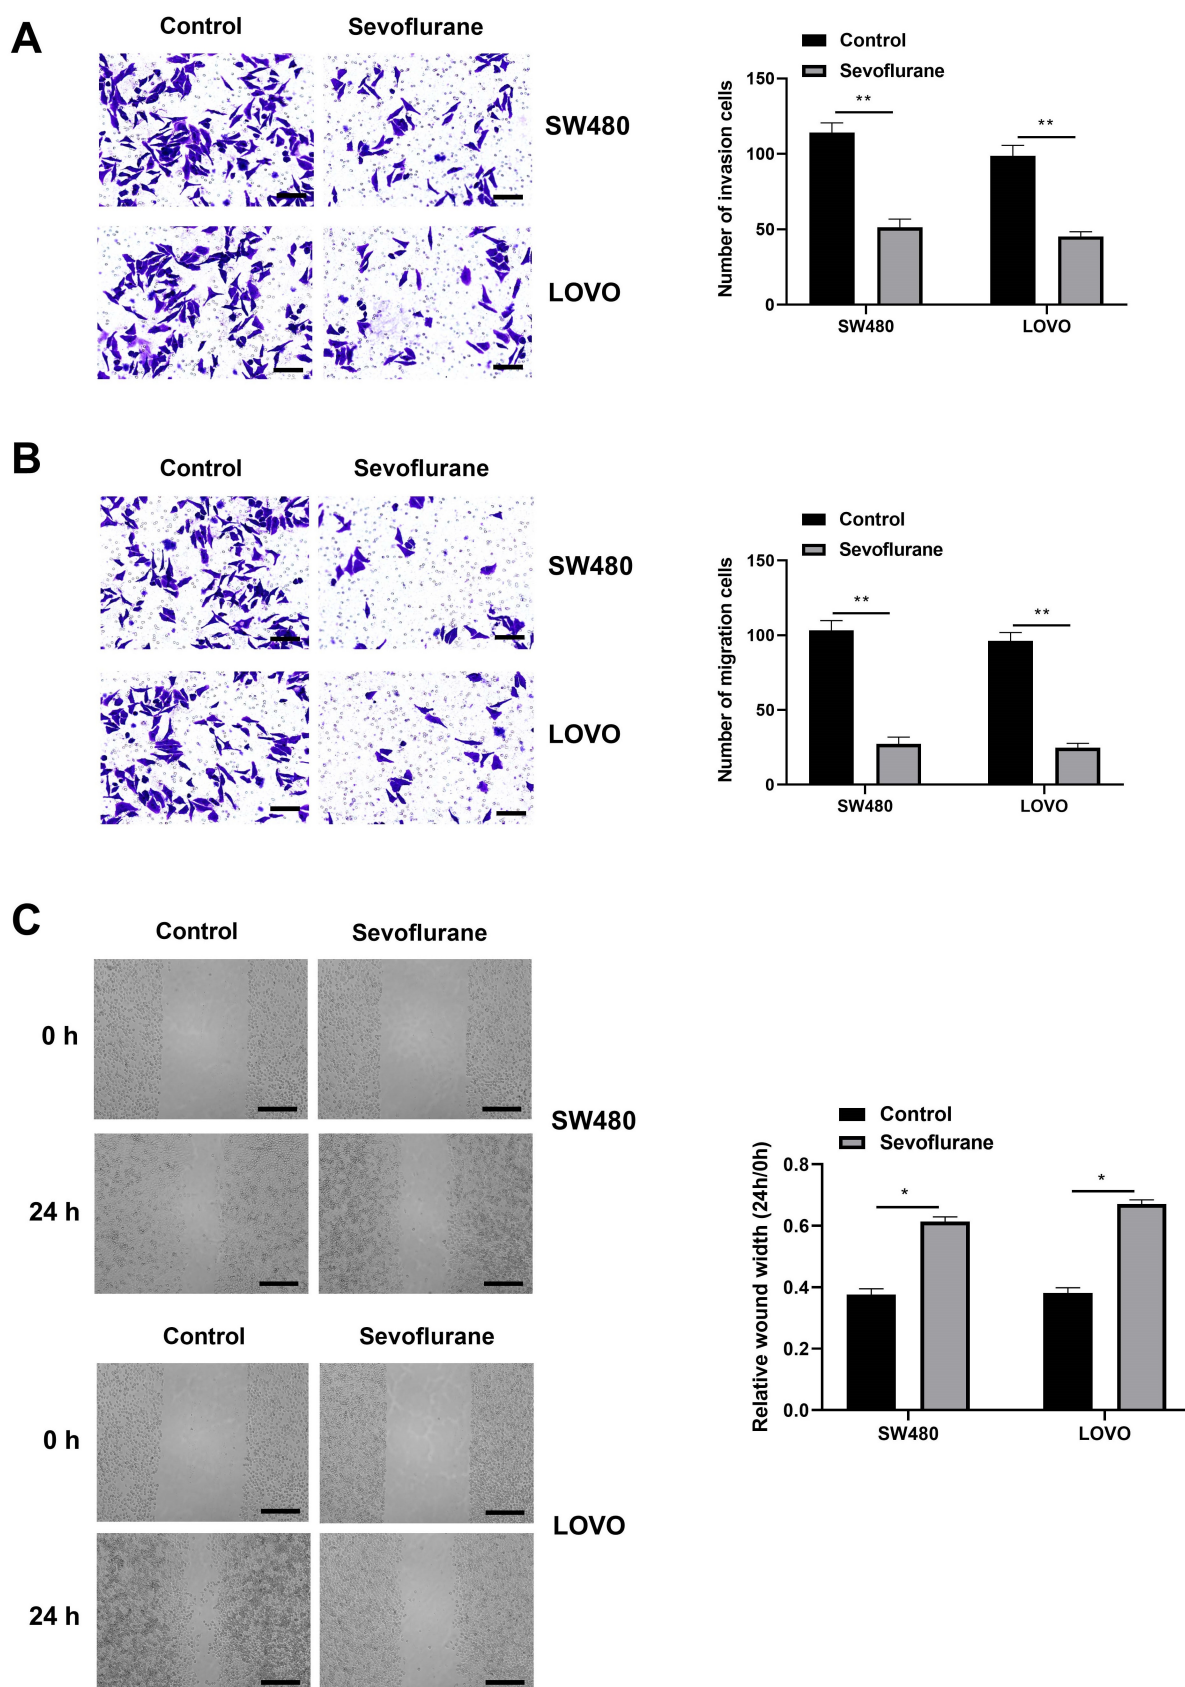 A
Control Sevoflurane
SW480
LOVO
Control
Sevoflurane
Number of invasion cells
150
100
50
0
**
**
SW480 LOVO
B
Control Sevoflurane
SW480
LOVO
Control
Sevoflurane
Number of migration cells
150
100
50
0
**
**
SW480 LOVO
C
Control Sevoflurane
0 h
SW480
24 h
Control Sevoflurane
0 h
LOVO
24 h
Control
Sevoflurane
Relative wound width (24h/0h)
0.8
0.6
0.4
0.2
0.0
*
*
SW480 LOVO